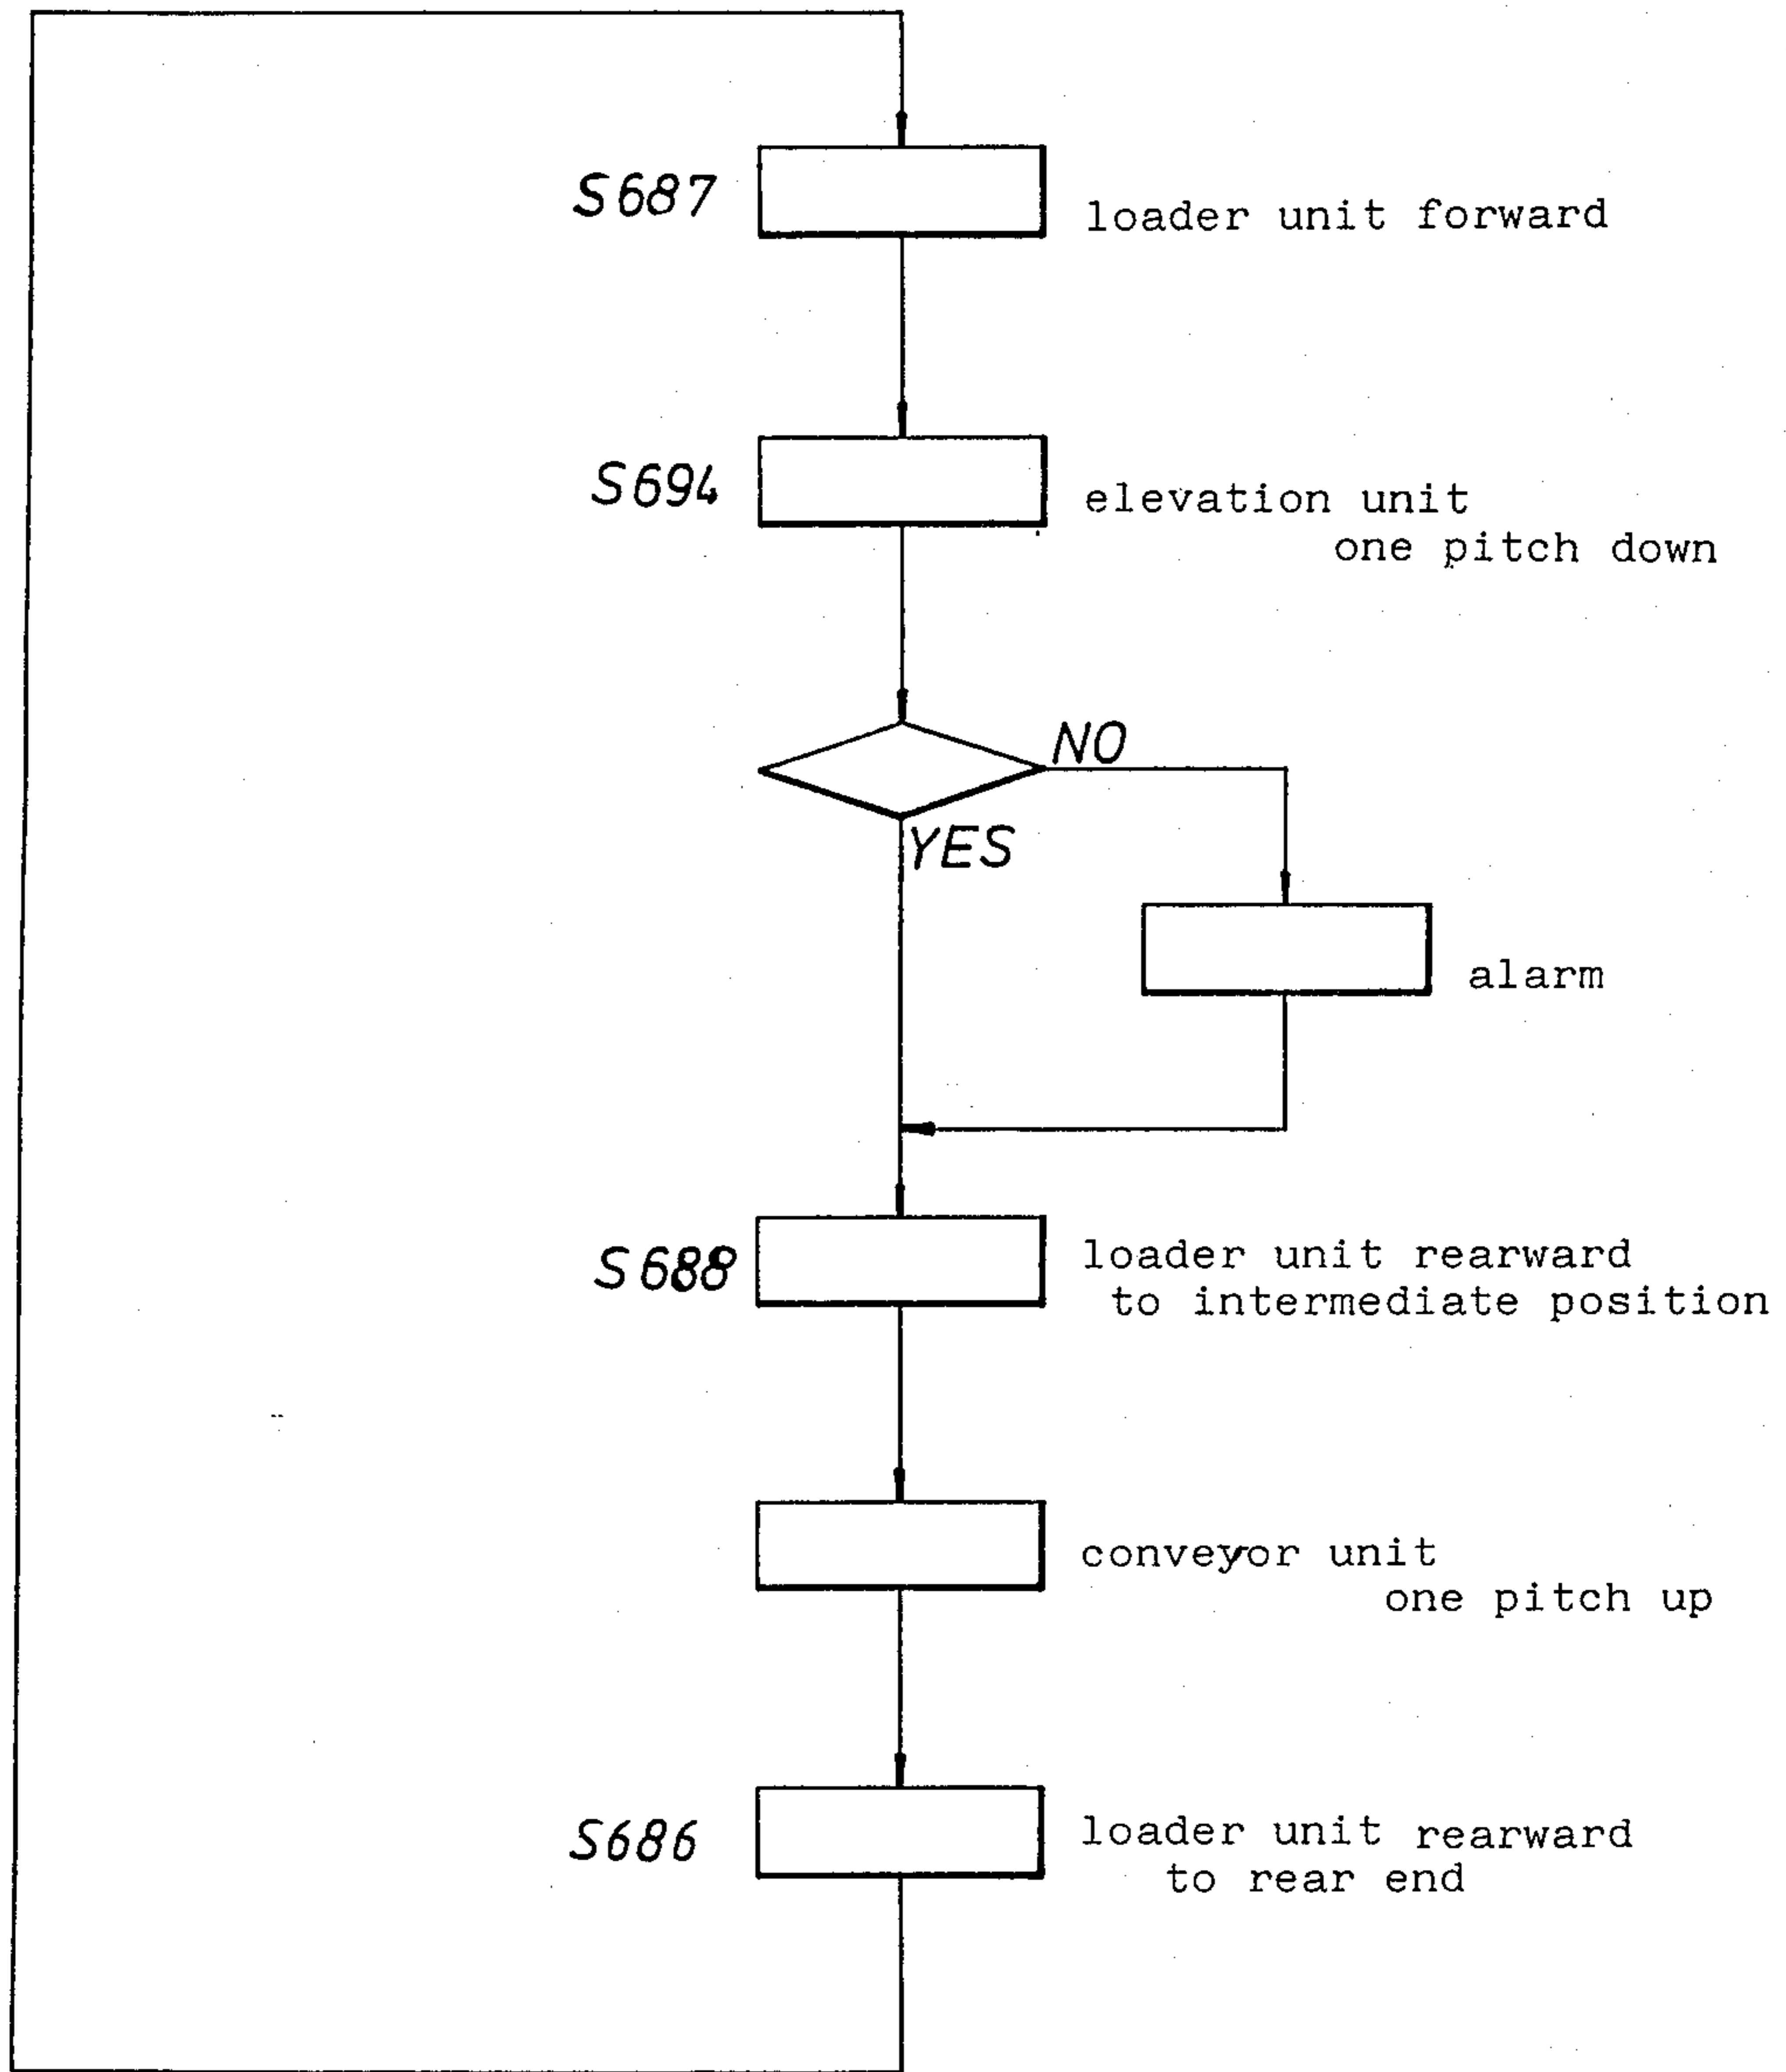 S687
loader unit forward
S694
elevation unit
one pitch down
NO
YES
alarm
S688
loader unit rearward
to intermediate position
conveyor unit
one pitch up
S686
loader unit rearward
to rear end